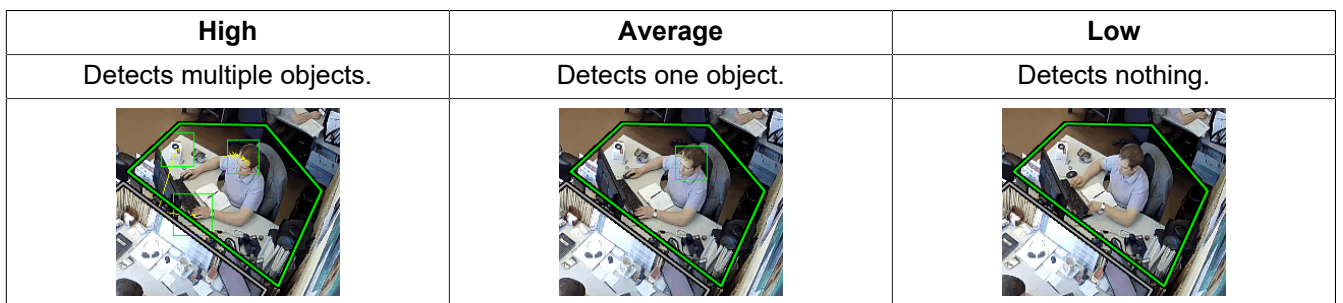 High
Average
Low
Detects multiple objects.
Detects one object.
Detects nothing.